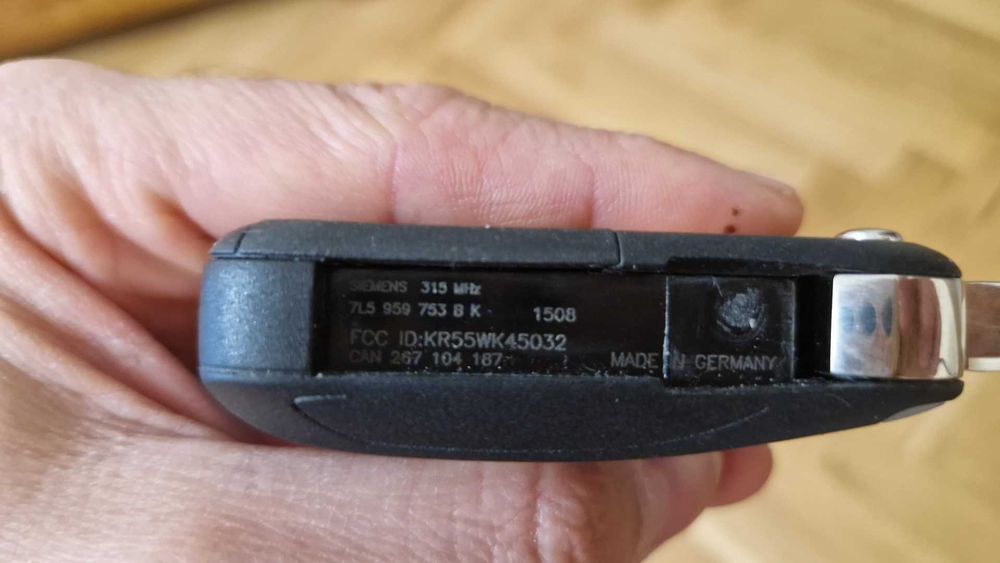 SIEMENS 315 MHz
7L5 959 753 B K 1508
FCC ID:KR55WK45032
CAN 267 104 187
MADE IN GERMANY